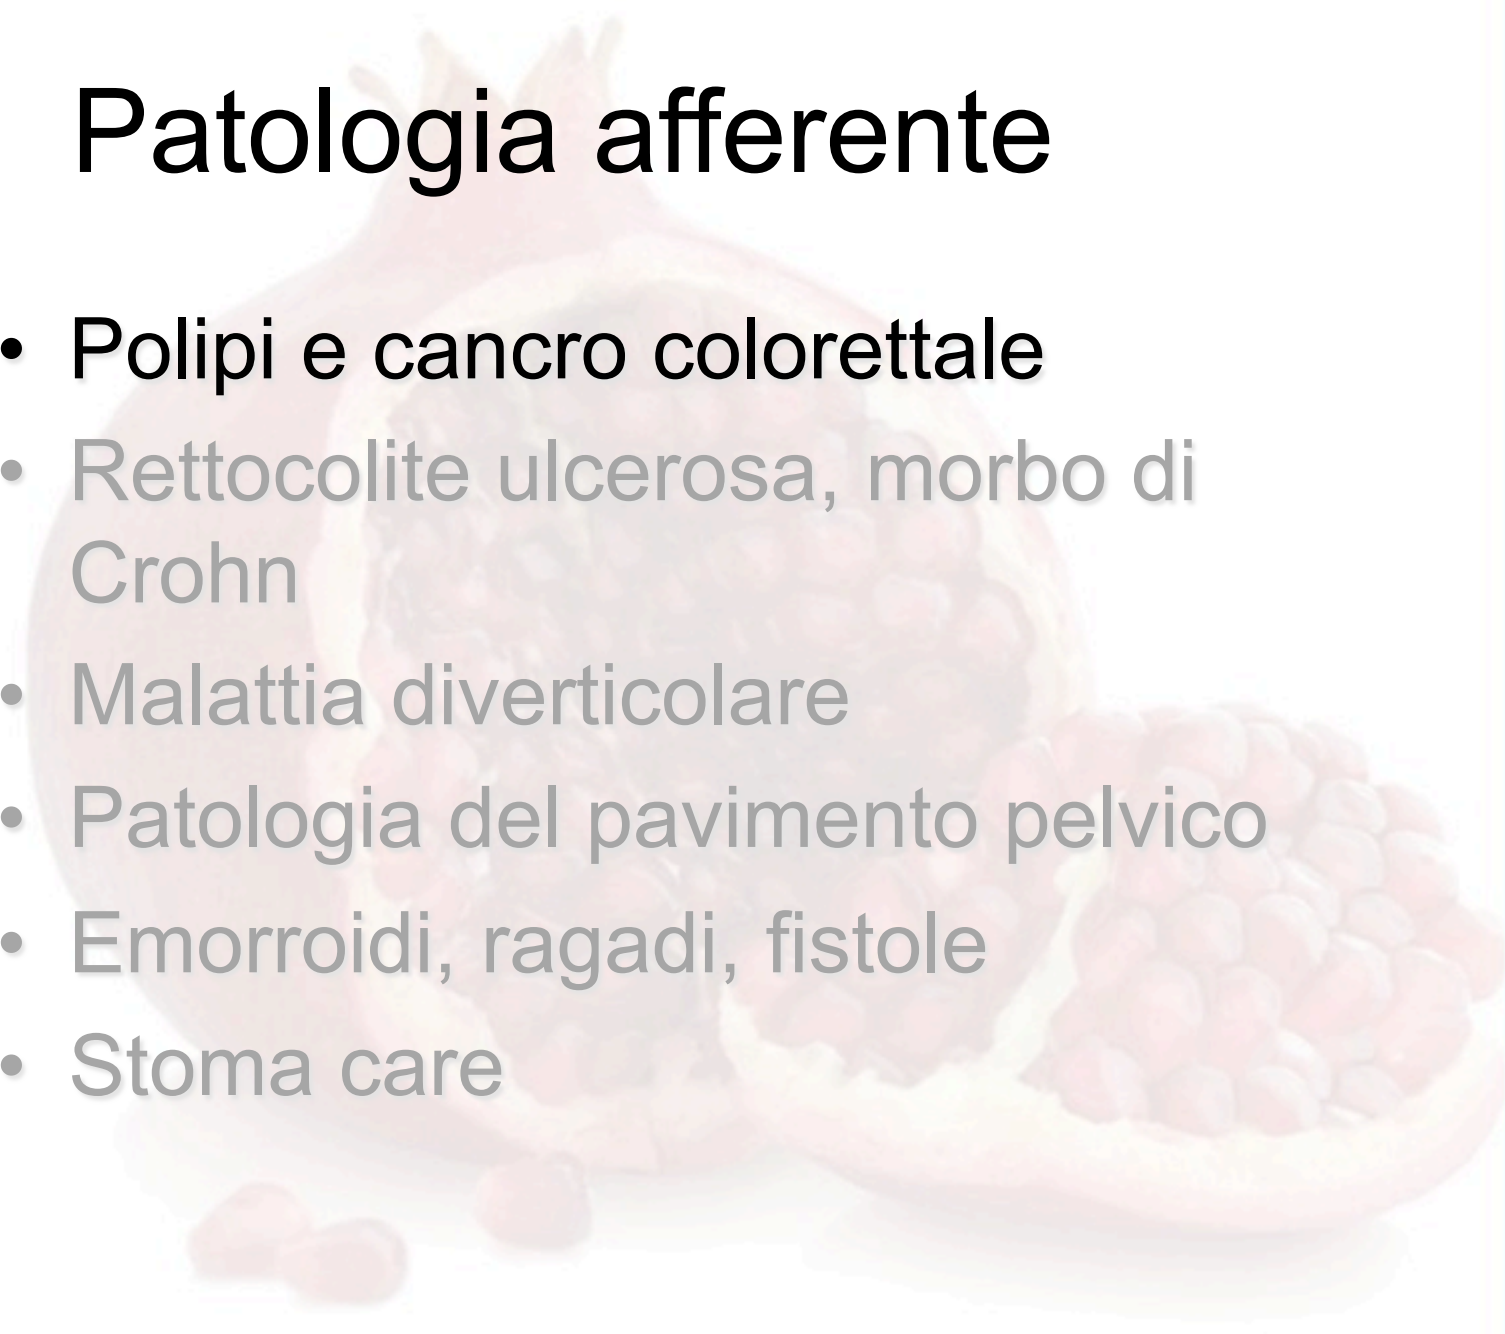 Patologia afferente
• Polipi e cancro colorettale
• Rettocolite ulcerosa, morbo di
Crohn
• Malattia diverticolare
• Patologia del pavimento pelvico
• Emorroidi, ragadi, fistole
• Stoma care